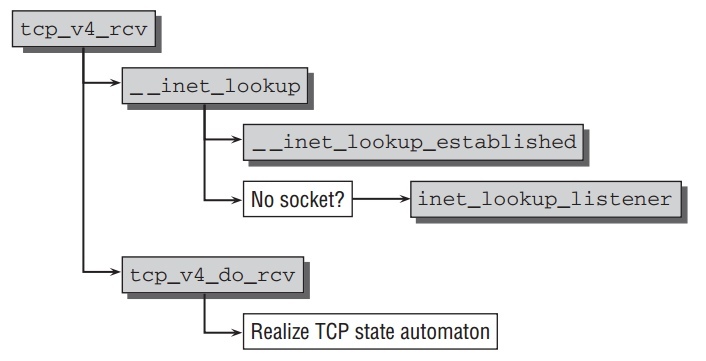 tcp_v4_rcv
__inet_lookup
__inet_lookup_established
No socket?
inet_lookup_listener
tcp_v4_do_rcv
Realize TCP state automaton